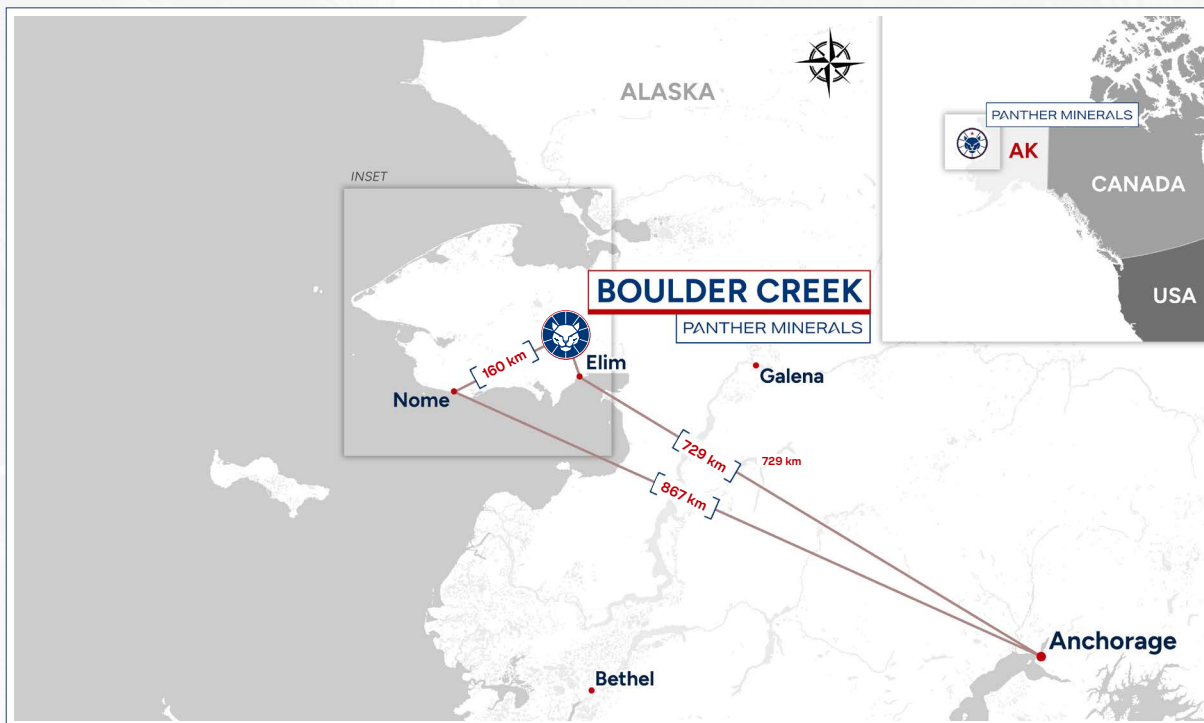 ALASKA
PANTHER MINERALS
AK
CANADA
USA
INSET
BOULDER CREEK
PANTHER MINERALS
160 km
Elim
Galena
Nome
729 km
729 km
867 km
Anchorage
Bethel